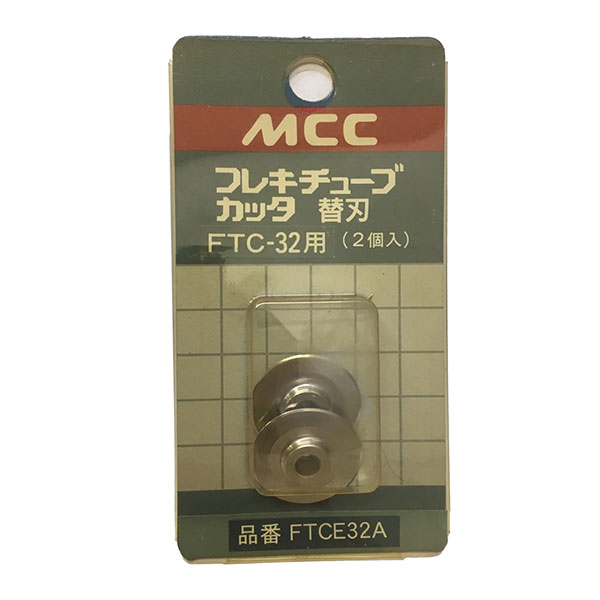 MCC
フレキチューブ
カッタ 替刃
FTC-32用 (2個入)
品番 FTCE32A